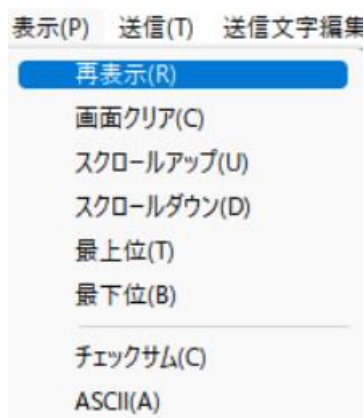 表示(P) 送信(T) 送信文字編集
再表示(R)
画面クリア(C)
スクロールアップ(U)
スクロールダウン(D)
最上位(T)
最下位(B)
チェックサム(C)
ASCII(A)